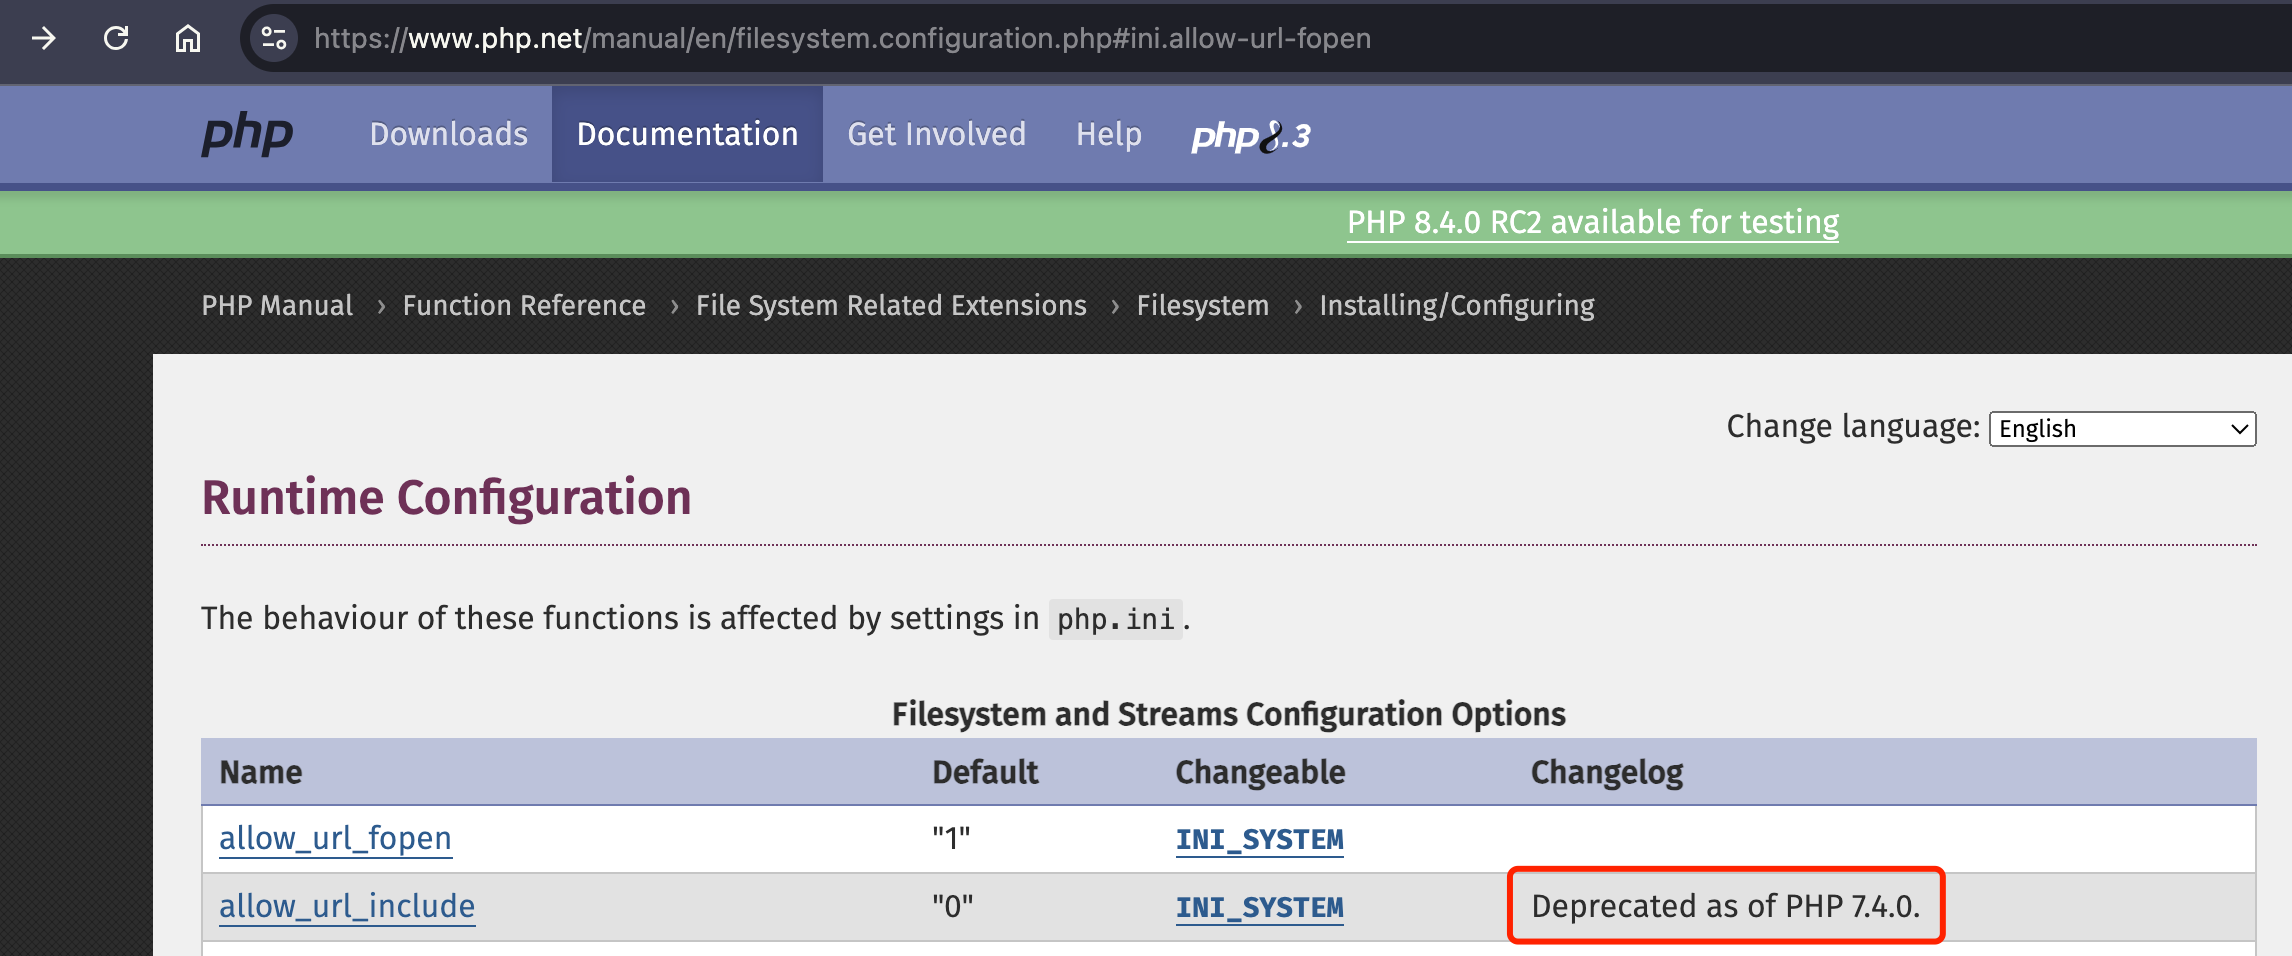 https://www.php.net/manual/en/filesystem.configuration.php#ini.allow-url-fopen
php Downloads Documentation Get Involved Help php8.3
PHP 8.4.0 RC2 available for testing
PHP Manual › Function Reference › File System Related Extensions › Filesystem › Installing/Configuring
Change language: English
Runtime Configuration
The behaviour of these functions is affected by settings in php.ini.
Filesystem and Streams Configuration Options
Name Default Changeable Changelog
allow_url_fopen "1" INI_SYSTEM
allow_url_include "0" INI_SYSTEM Deprecated as of PHP 7.4.0.